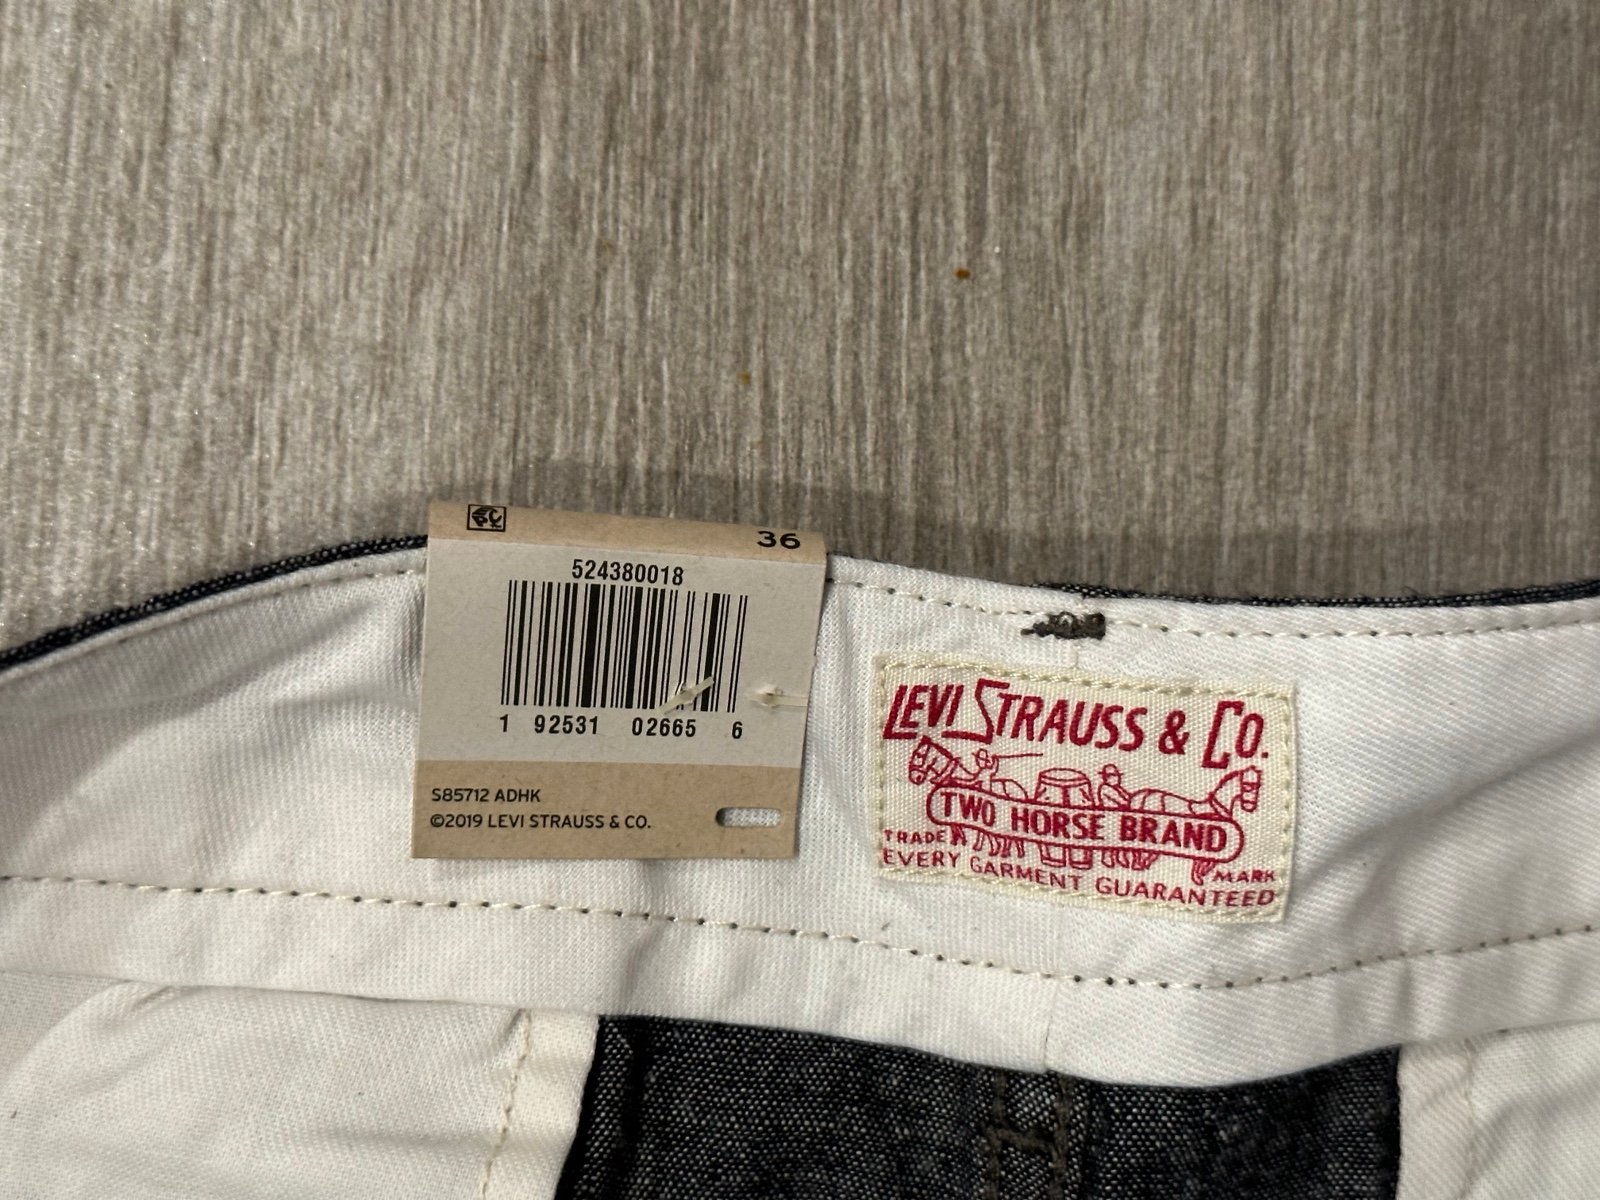 36
524380018
1 92531 02665 6
S85712 ADHK
©2019 LEVI STRAUSS & CO.
LEVI STRAUSS & CO.
TWO HORSE BRAND
TRADE MARK
EVERY GARMENT GUARANTEED